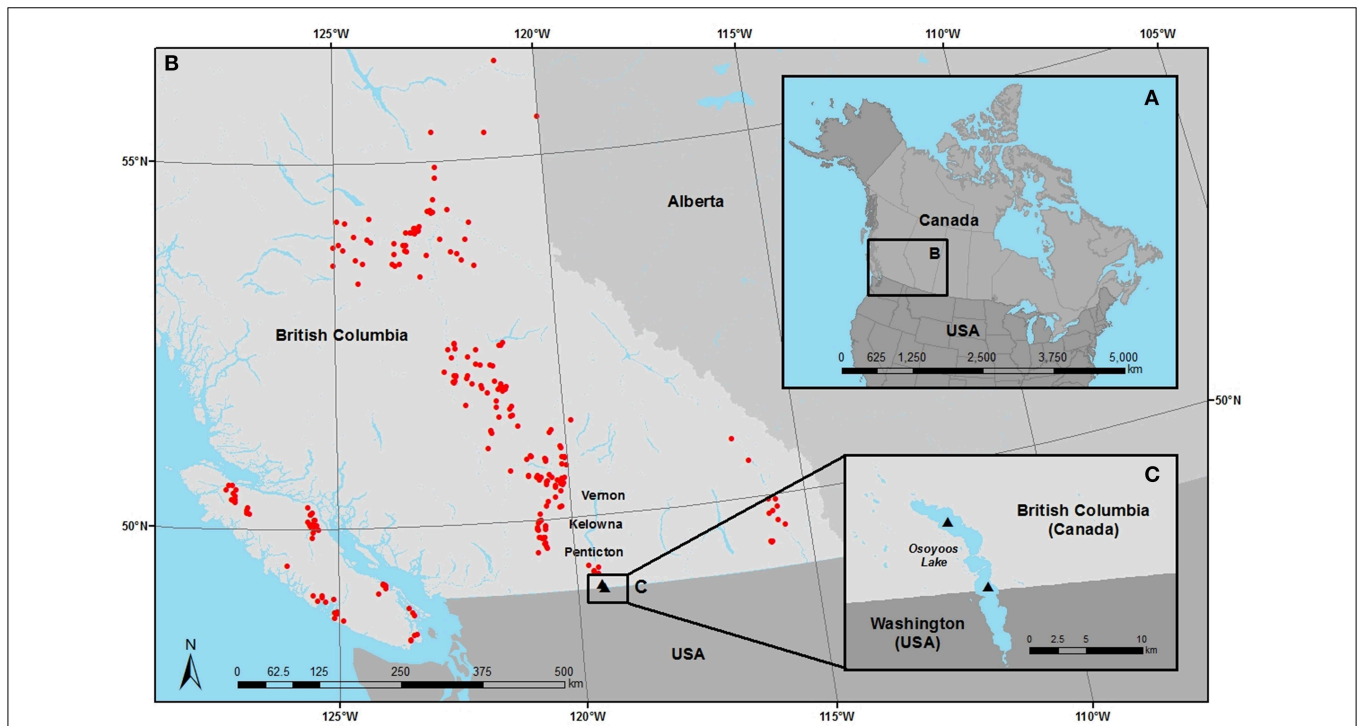 125°W 120°W 115°W 110°W 105°W
B
A
55°N
Alberta
Canada
B
British Columbia
USA
0 625 1,250 2,500 3,750 5,000
km
50°N
C
Vernon
British Columbia
(Canada)
Kelowna
50°N
Osoyoos
Lake
Penticton
C
Washington
(USA)
0 2.5 5 10
km
N
USA
0 62.5 125 250 375 500
km
125°W 120°W 115°W 110°W